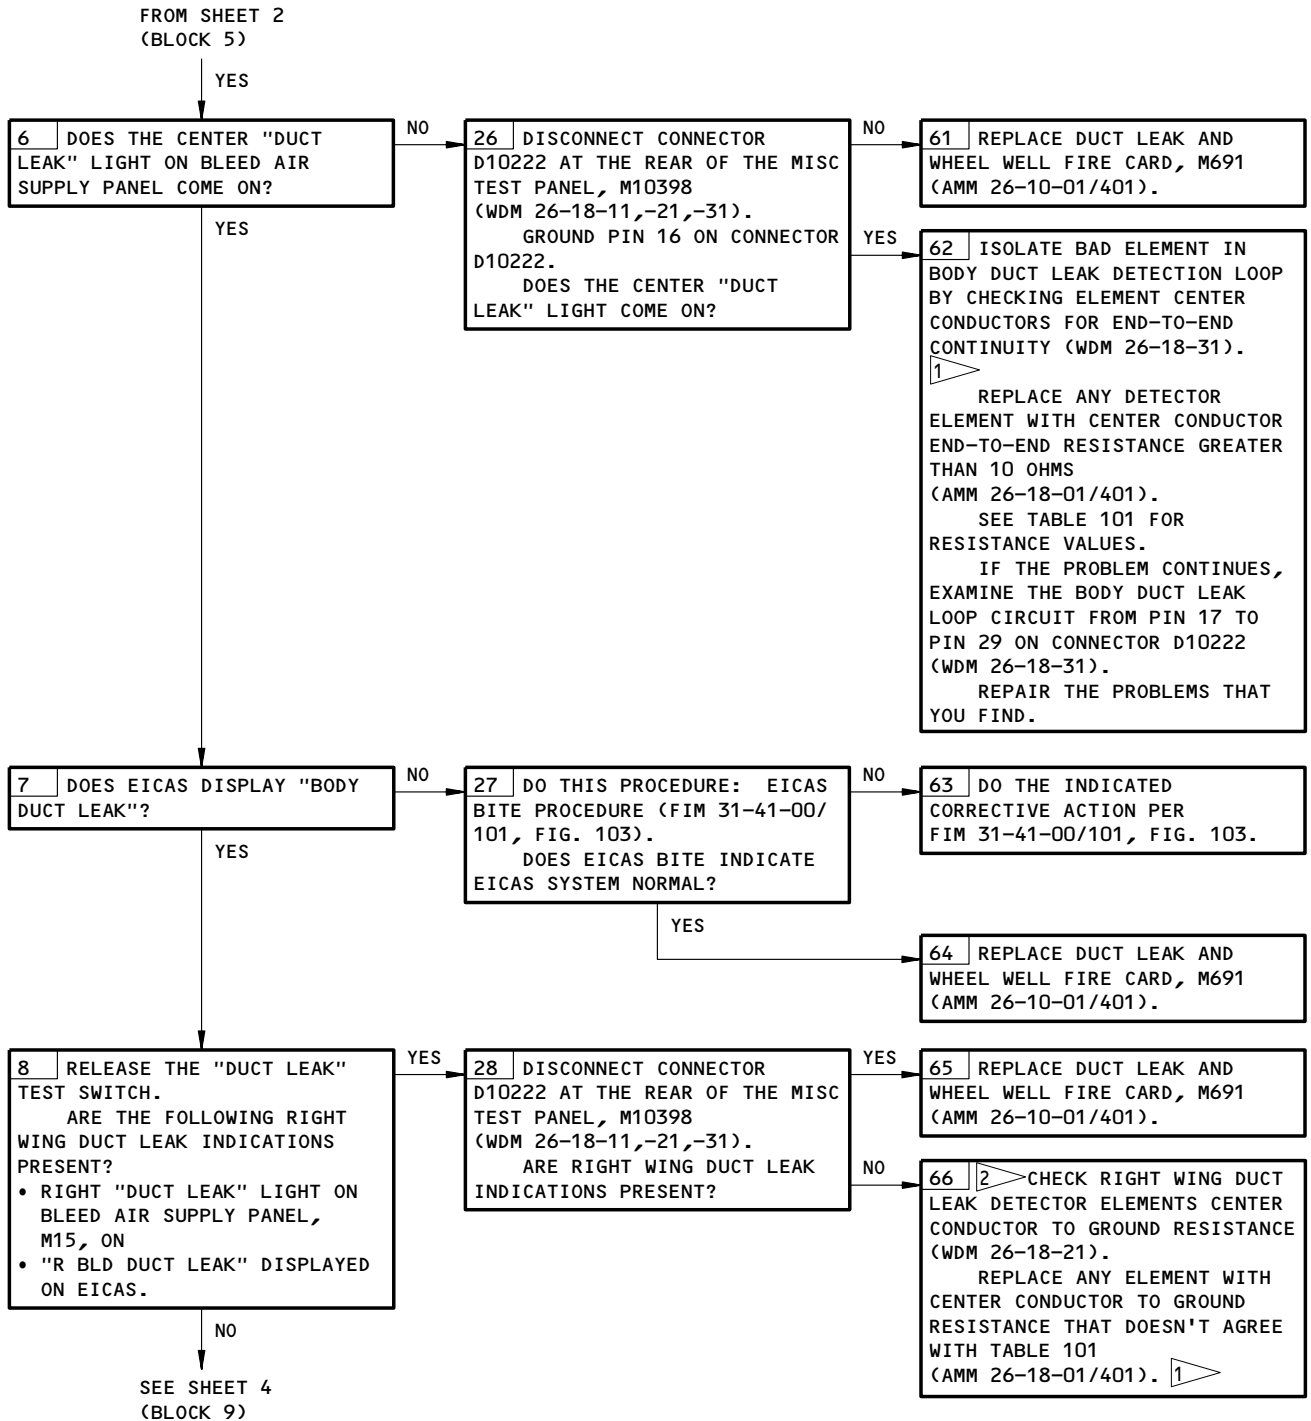 FROM SHEET 2
(BLOCK 5)
YES
6 DOES THE CENTER "DUCT
LEAK" LIGHT ON BLEED AIR
SUPPLY PANEL COME ON?
NO
26 DISCONNECT CONNECTOR
D10222 AT THE REAR OF THE MISC
TEST PANEL, M10398
(WDM 26-18-11,-21,-31).
GROUND PIN 16 ON CONNECTOR
D10222.
DOES THE CENTER "DUCT
LEAK" LIGHT COME ON?
NO
61 REPLACE DUCT LEAK AND
WHEEL WELL FIRE CARD, M691
(AMM 26-10-01/401).
YES
62 ISOLATE BAD ELEMENT IN
BODY DUCT LEAK DETECTION LOOP
BY CHECKING ELEMENT CENTER
CONDUCTORS FOR END-TO-END
CONTINUITY (WDM 26-18-31).
1
REPLACE ANY DETECTOR
ELEMENT WITH CENTER CONDUCTOR
END-TO-END RESISTANCE GREATER
THAN 10 OHMS
(AMM 26-18-01/401).
SEE TABLE 101 FOR
RESISTANCE VALUES.
IF THE PROBLEM CONTINUES,
EXAMINE THE BODY DUCT LEAK
LOOP CIRCUIT FROM PIN 17 TO
PIN 29 ON CONNECTOR D10222
(WDM 26-18-31).
REPAIR THE PROBLEMS THAT
YOU FIND.
YES
7 DOES EICAS DISPLAY "BODY
DUCT LEAK"?
NO
27 DO THIS PROCEDURE: EICAS
BITE PROCEDURE (FIM 31-41-00/
101, FIG. 103).
DOES EICAS BITE INDICATE
EICAS SYSTEM NORMAL?
NO
63 DO THE INDICATED
CORRECTIVE ACTION PER
FIM 31-41-00/101, FIG. 103.
YES
64 REPLACE DUCT LEAK AND
WHEEL WELL FIRE CARD, M691
(AMM 26-10-01/401).
YES
8 RELEASE THE "DUCT LEAK"
TEST SWITCH.
ARE THE FOLLOWING RIGHT
WING DUCT LEAK INDICATIONS
PRESENT?
• RIGHT "DUCT LEAK" LIGHT ON
BLEED AIR SUPPLY PANEL,
M15, ON
• "R BLD DUCT LEAK" DISPLAYED
ON EICAS.
YES
28 DISCONNECT CONNECTOR
D10222 AT THE REAR OF THE MISC
TEST PANEL, M10398
(WDM 26-18-11,-21,-31).
ARE RIGHT WING DUCT LEAK
INDICATIONS PRESENT?
YES
65 REPLACE DUCT LEAK AND
WHEEL WELL FIRE CARD, M691
(AMM 26-10-01/401).
NO
66 2 CHECK RIGHT WING DUCT
LEAK DETECTOR ELEMENTS CENTER
CONDUCTOR TO GROUND RESISTANCE
(WDM 26-18-21).
REPLACE ANY ELEMENT WITH
CENTER CONDUCTOR TO GROUND
RESISTANCE THAT DOESN'T AGREE
WITH TABLE 101
(AMM 26-18-01/401). 1
NO
SEE SHEET 4
(BLOCK 9)